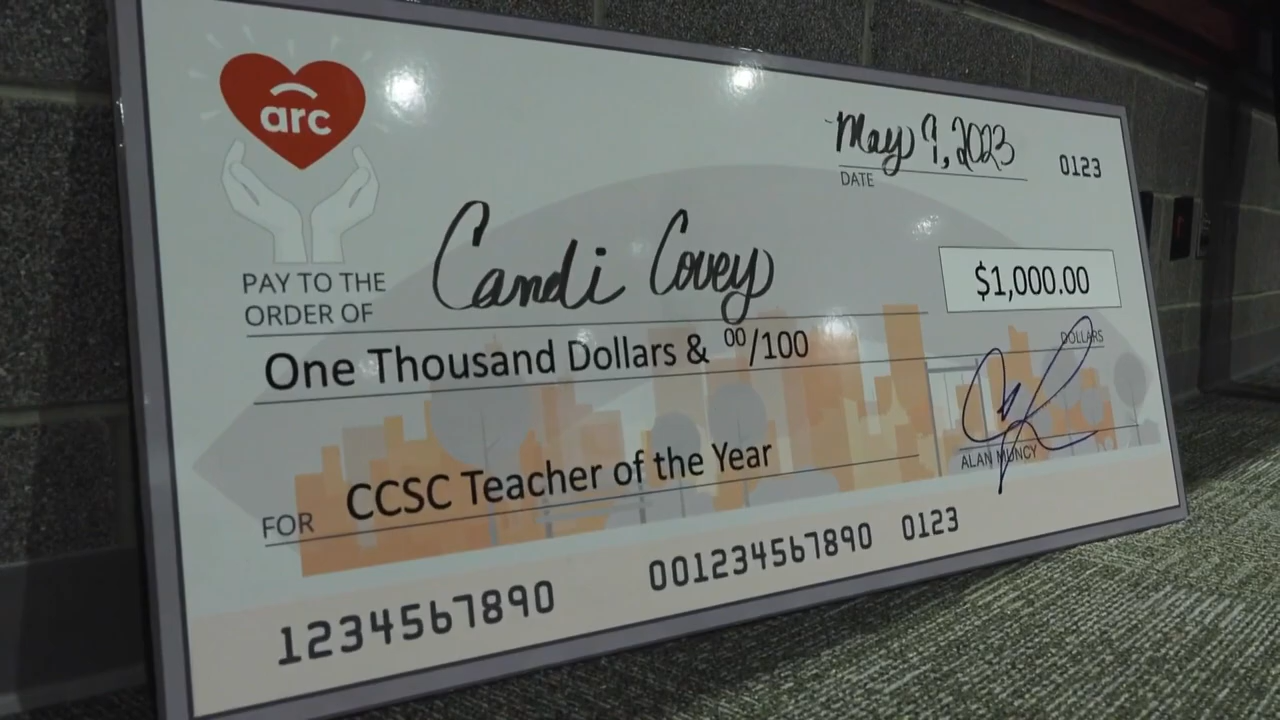 arc
May 9, 2023
DATE
0123
PAY TO THE
ORDER OF
Candi Covey
$1,000.00
One Thousand Dollars & 00/100
DOLLARS
FOR CCSC Teacher of the Year
ALAN MUNCY
1234567890 001234567890 0123